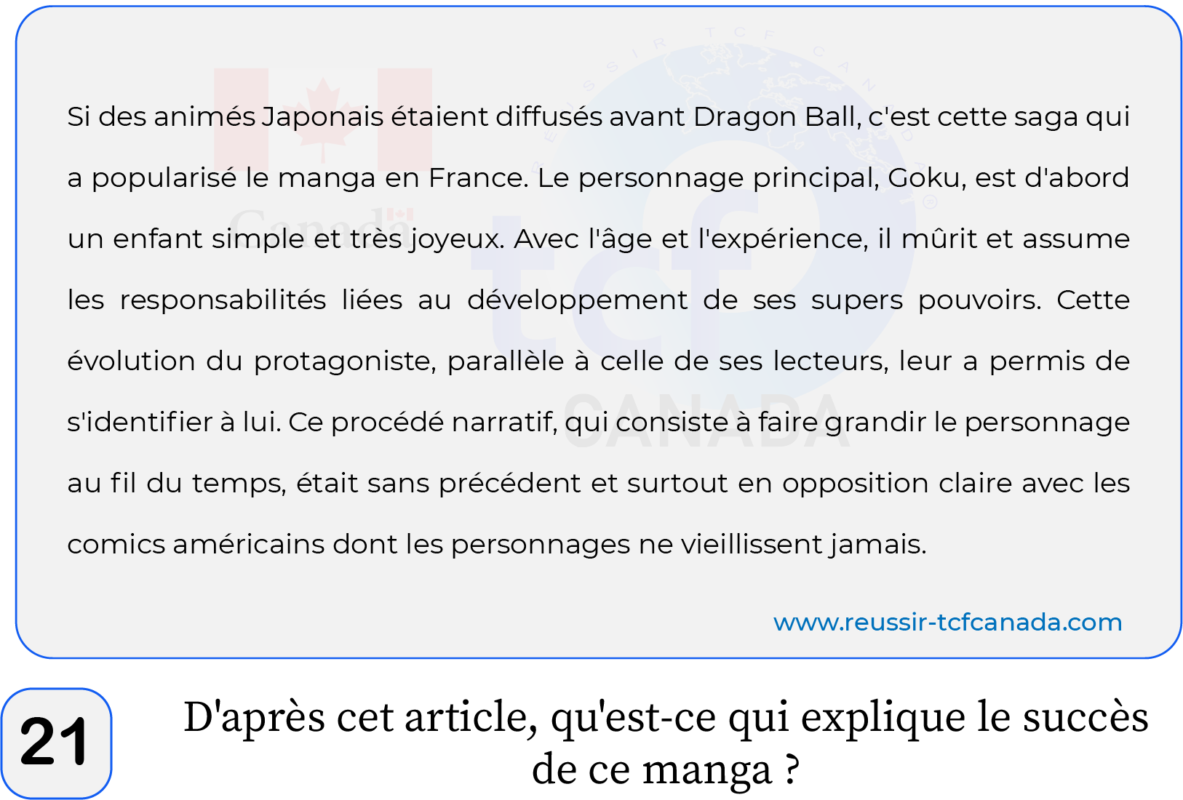 Si des animés Japonais étaient diffusés avant Dragon Ball, c'est cette saga qui
a popularisé le manga en France. Le personnage principal, Goku, est d'abord
un enfant simple et très joyeux. Avec l'âge et l'expérience, il mûrit et assume
les responsabilités liées au développement de ses supers pouvoirs. Cette
évolution du protagoniste, parallèle à celle de ses lecteurs, leur a permis de
s'identifier à lui. Ce procédé narratif, qui consiste à faire grandir le personnage
au fil du temps, était sans précédent et surtout en opposition claire avec les
comics américains dont les personnages ne vieillissent jamais.
www.reussir-tcfcanada.com
Canada
tcf
CANADA
21
D'après cet article, qu'est-ce qui explique le succès
de ce manga ?